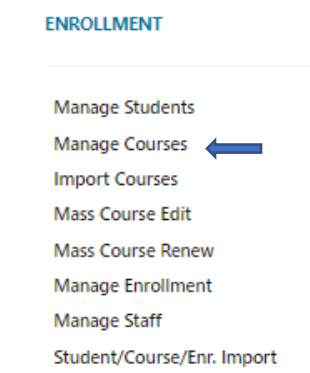 ENROLLMENT
Manage Students
Manage Courses
Import Courses
Mass Course Edit
Mass Course Renew
Manage Enrollment
Manage Staff
Student/Course/Enr. Import